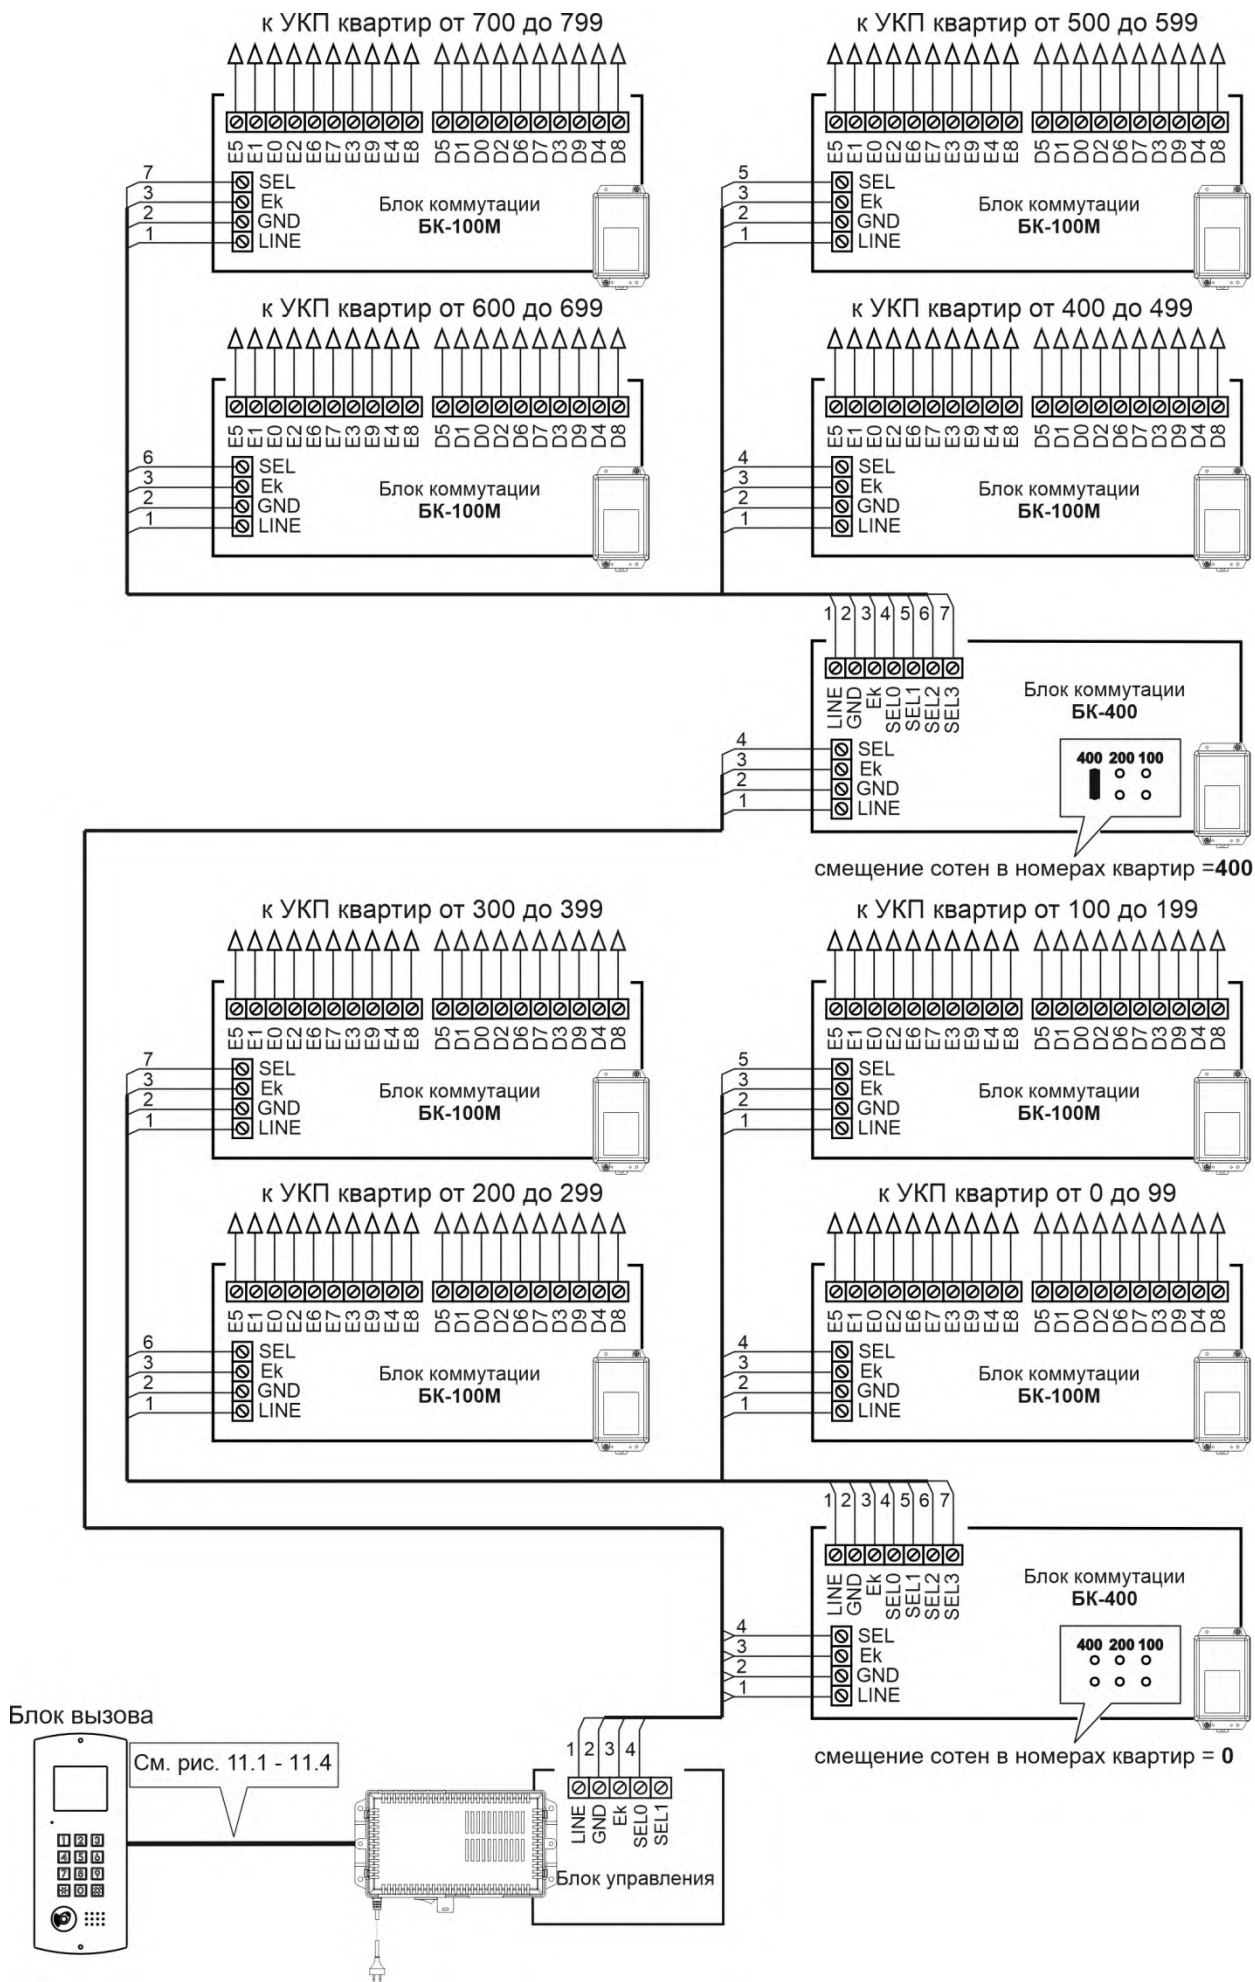 к УКП квартир от 700 до 799
E5 E1 E0 E2 E6 E7 E3 E9 E4 E8 D5 D1 D0 D2 D6 D7 D3 D9 D4 D8
7 SEL
3 Ek
2 GND
1 LINE
Блок коммутации
БК-100М
к УКП квартир от 500 до 599
E5 E1 E0 E2 E6 E7 E3 E9 E4 E8 D5 D1 D0 D2 D6 D7 D3 D9 D4 D8
5 SEL
3 Ek
2 GND
1 LINE
Блок коммутации
БК-100М
к УКП квартир от 600 до 699
E5 E1 E0 E2 E6 E7 E3 E9 E4 E8 D5 D1 D0 D2 D6 D7 D3 D9 D4 D8
6 SEL
3 Ek
2 GND
1 LINE
Блок коммутации
БК-100М
к УКП квартир от 400 до 499
E5 E1 E0 E2 E6 E7 E3 E9 E4 E8 D5 D1 D0 D2 D6 D7 D3 D9 D4 D8
4 SEL
3 Ek
2 GND
1 LINE
Блок коммутации
БК-100М
1 2 3 4 5 6 7
LINE GND Ek SEL0 SEL1 SEL2 SEL3
Блок коммутации
БК-400
4 SEL
3 Ek
2 GND
1 LINE
400 200 100
смещение сотен в номерах квартир =400
к УКП квартир от 300 до 399
E5 E1 E0 E2 E6 E7 E3 E9 E4 E8 D5 D1 D0 D2 D6 D7 D3 D9 D4 D8
7 SEL
3 Ek
2 GND
1 LINE
Блок коммутации
БК-100М
к УКП квартир от 100 до 199
E5 E1 E0 E2 E6 E7 E3 E9 E4 E8 D5 D1 D0 D2 D6 D7 D3 D9 D4 D8
5 SEL
3 Ek
2 GND
1 LINE
Блок коммутации
БК-100М
к УКП квартир от 200 до 299
E5 E1 E0 E2 E6 E7 E3 E9 E4 E8 D5 D1 D0 D2 D6 D7 D3 D9 D4 D8
6 SEL
3 Ek
2 GND
1 LINE
Блок коммутации
БК-100М
к УКП квартир от 0 до 99
E5 E1 E0 E2 E6 E7 E3 E9 E4 E8 D5 D1 D0 D2 D6 D7 D3 D9 D4 D8
4 SEL
3 Ek
2 GND
1 LINE
Блок коммутации
БК-100М
1 2 3 4 5 6 7
LINE GND Ek SEL0 SEL1 SEL2 SEL3
Блок коммутации
БК-400
4 SEL
3 Ek
2 GND
1 LINE
400 200 100
смещение сотен в номерах квартир = 0
Блок вызова
См. рис. 11.1 - 11.4
1 2 3
4 5 6
7 8 9
0
1 2 3 4
LINE GND Ek SEL0 SEL1
Блок управления